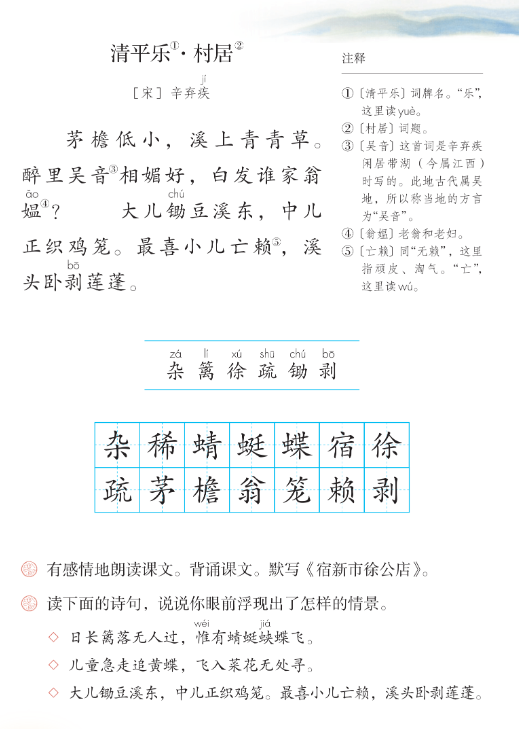 清平乐①·村居②
jí
［宋］辛弃疾
茅檐低小，溪上青青草。
醉里吴音③相媚好，白发谁家翁
ǎo chú
媪④？ 大儿锄豆溪东，中儿
正织鸡笼。最喜小儿亡赖⑤，溪
bō
头卧剥莲蓬。
注释
①〔清平乐〕词牌名。“乐”，
这里读yuè。
②〔村居〕词题。
③〔吴音〕这首词是辛弃疾
闲居带湖（今属江西）
时写的。此地古代属吴
地，所以称当地的方言
为“吴音”。
④〔翁媪〕老翁和老妇。
⑤〔亡赖〕同“无赖”，这里
指顽皮、淘气。“亡”，
这里读wú。
zá lí xú shū chú bō
杂 篱 徐 疏 锄 剥
杂 稀 蜻 蜓 蝶 宿 徐
疏 茅 檐 翁 笼 赖 剥
有感情地朗读课文。背诵课文。默写《宿新市徐公店》。
读下面的诗句，说说你眼前浮现出了怎样的情景。
wéi jiá
◇ 日长篱落无人过，惟有蜻蜓蛱蝶飞。
◇ 儿童急走追黄蝶，飞入菜花无处寻。
◇ 大儿锄豆溪东，中儿正织鸡笼。最喜小儿亡赖，溪头卧剥莲蓬。